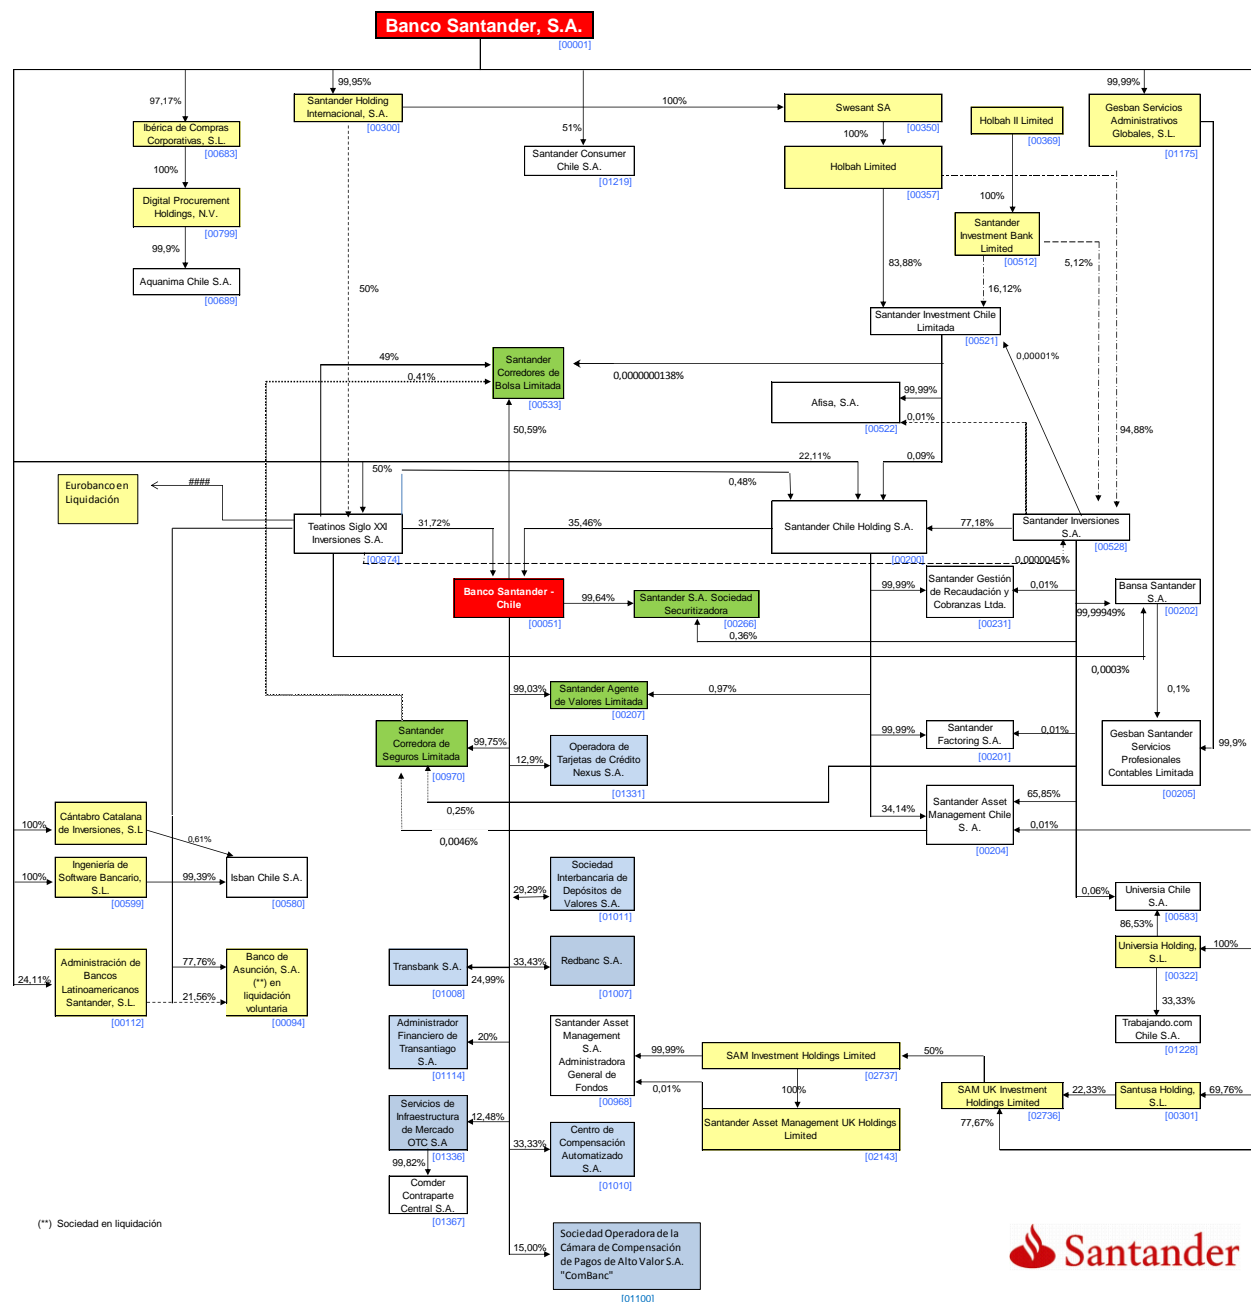 Banco Santander, S.A.
[00001]
99,95%
99,99%
97,17%
Santander Holding
Internacional, S.A.
[00300]
100%
Swesant SA
[00350]
Gesban Servicios
Administrativos
Globales, S.L.
[01175]
Holbah II Limited
[00369]
Ibérica de Compras
Corporativas, S.L.
[00683]
51%
100%
Santander Consumer
Chile S.A.
[01219]
Holbah Limited
[00357]
100%
Digital Procurement
Holdings, N.V.
[00799]
100%
Santander
Investment Bank
Limited
[00512]
99,9%
83,88%
5,12%
Aquanima Chile S.A.
[00689]
50%
16,12%
Santander Investment Chile
Limitada
[00521]
49%
Santander
Corredores de
Bolsa Limitada
[00533]
0,00001%
0,41%
0,0000000138%
99,99%
Afisa, S.A.
[00522]
0,01%
50,59%
94,88%
22,11%
0,09%
50%
0,48%
Eurobanco en
Liquidación
####
Teatinos Siglo XXI
Inversiones S.A.
[00974]
31,72%
35,46%
Santander Chile Holding S.A.
[00200]
77,18%
Santander Inversiones
S.A.
[00528]
0,0000045%
Banco Santander -
Chile
[00051]
99,64%
Santander S.A. Sociedad
Securitizadora
[00266]
99,99%
Santander Gestión
de Recaudación y
Cobranzas Ltda.
[00231]
0,01%
Bansa Santander
S.A.
[00202]
99,99949%
0,36%
0,0003%
99,03%
Santander Agente
de Valores Limitada
[00207]
0,97%
0,1%
Santander
Corredora de
Seguros Limitada
[00970]
99,75%
Operadora de
Tarjetas de Crédito
Nexus S.A.
[01331]
12,9%
99,99%
Santander
Factoring S.A.
[00201]
0,01%
Gesban Santander
Servicios
Profesionales
Contables Limitada
[00205]
99,9%
0,25%
34,14%
Santander Asset
Management Chile
S. A.
[00204]
65,85%
0,01%
0,0046%
100%
Cántabro Catalana
de Inversiones, S.L
0,61%
100%
Ingeniería de
Software Bancario,
S.L.
[00599]
99,39%
Isban Chile S.A.
[00580]
29,29%
Sociedad
Interbancaria de
Depósitos de
Valores S.A.
[01011]
0,06%
Universia Chile
S.A.
[00583]
86,53%
24,11%
Administración de
Bancos
Latinoamericanos
Santander, S.L.
[00112]
77,76%
21,56%
Banco de
Asunción, S.A.
(**) en
liquidación
voluntaria
[00094]
Transbank S.A.
[01008]
24,99%
33,43%
Redbanc S.A.
[01007]
Universia Holding,
S.L.
[00322]
100%
33,33%
Trabajando.com
Chile S.A.
[01228]
Administrador
Financiero de
Transantiago
S.A.
[01114]
20%
Santander Asset
Management
S.A.
Administradora
General de
Fondos
[00968]
99,99%
0,01%
SAM Investment Holdings Limited
[02737]
50%
100%
Santander Asset Management UK Holdings
Limited
[02143]
SAM UK Investment
Holdings Limited
[02736]
22,33%
77,67%
Santusa Holding,
S.L.
[00301]
69,76%
Servicios de
Infraestructura
de Mercado
OTC S.A
[01336]
12,48%
33,33%
Centro de
Compensación
Automatizado
S.A.
[01010]
99,82%
Comder
Contraparte
Central S.A.
[01367]
(**) Sociedad en liquidación
15,00%
Sociedad Operadora de la
Cámara de Compensación
de Pagos de Alto Valor S.A.
"ComBanc"
[01100]
Santander